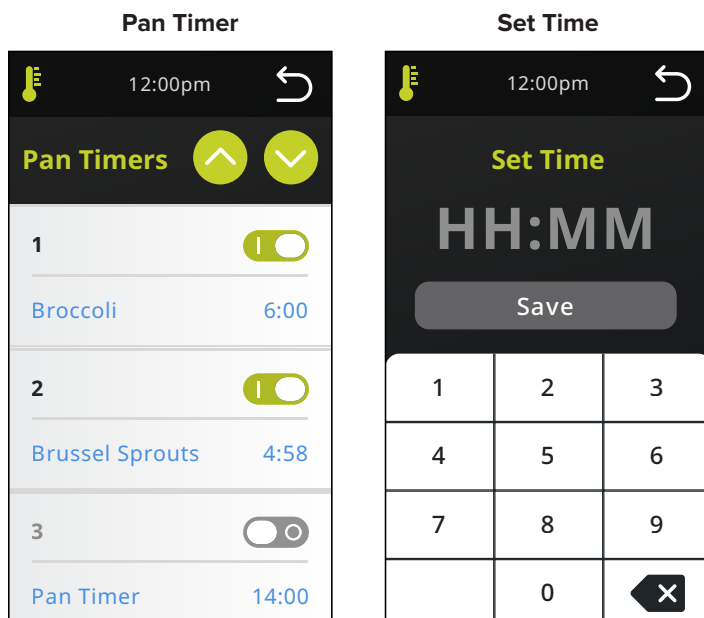 Pan Timer
12:00pm
Pan Timers
1
Broccoli 6:00
2
Brussel Sprouts 4:58
3
Pan Timer 14:00
Set Time
12:00pm
Set Time
HH:MM
Save
1 2 3
4 5 6
7 8 9
0